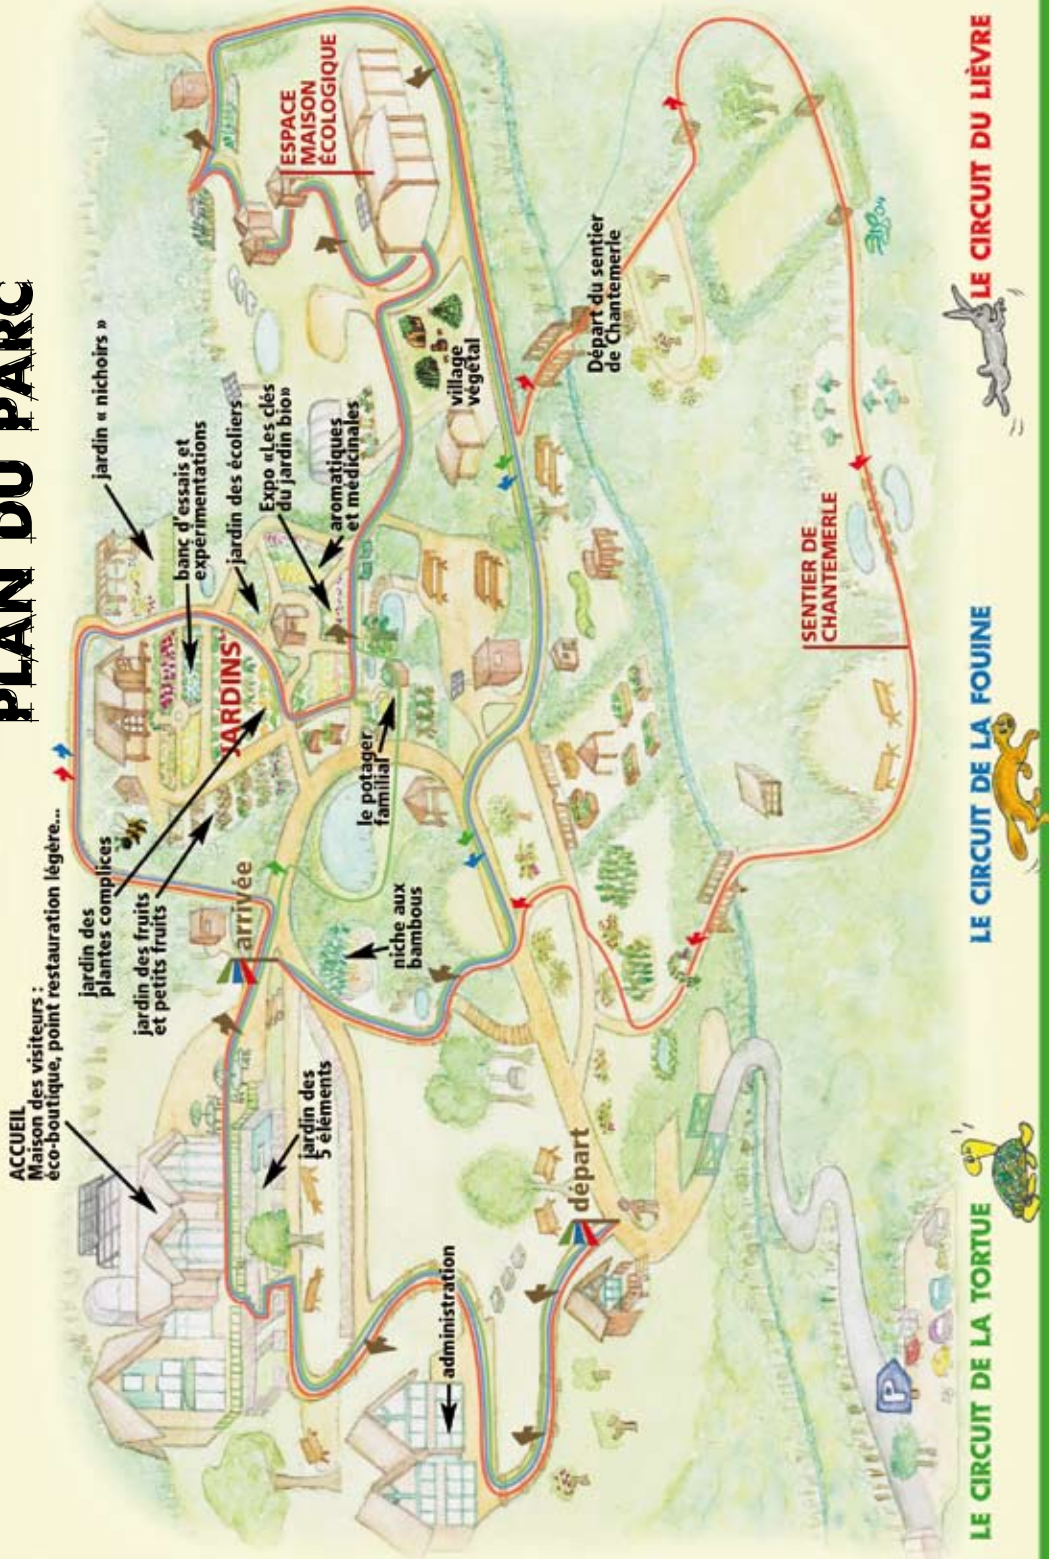 PLAN DU PARC
ACCUEIL
Maison des visiteurs :
éco-boutique, point restauration légère...
jardin des
plantes complices
jardin des fruits
et petits fruits
jardin « nichoirs »
banc d'essais et
experimentations
jardin des écoliers
Expo «Les clés
du jardin bio»
aromatiques
et médicinales
ESPACE
MAISON
ÉCOLOGIQUE
JARDINS
arrivée
jardin des
5 éléments
niche aux
bambous
le potager
familial
village
végétal
administration
départ
Départ du sentier
de Chantemerle
SENTIER DE
CHANTEMERLE
P
LE CIRCUIT DE LA TORTUE
LE CIRCUIT DE LA FOUINE
LE CIRCUIT DU LIÈVRE